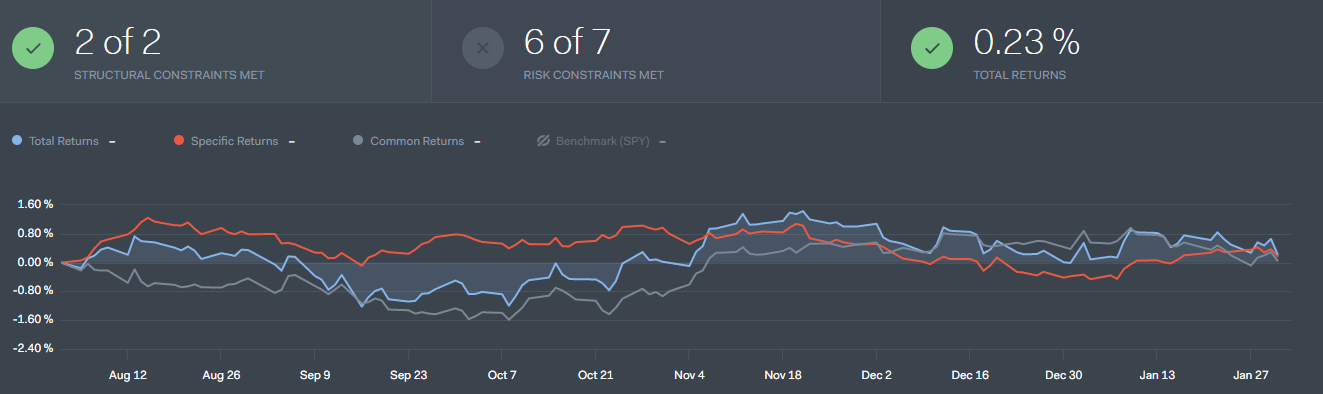 2 of 2
STRUCTURAL CONSTRAINTS MET
6 of 7
RISK CONSTRAINTS MET
0.23 %
TOTAL RETURNS
Total Returns – Specific Returns – Common Returns – Benchmark (SPY) –
1.60 %
0.80 %
0.00 %
-0.80 %
-1.60 %
-2.40 %
Aug 12 Aug 26 Sep 9 Sep 23 Oct 7 Oct 21 Nov 4 Nov 18 Dec 2 Dec 16 Dec 30 Jan 13 Jan 27